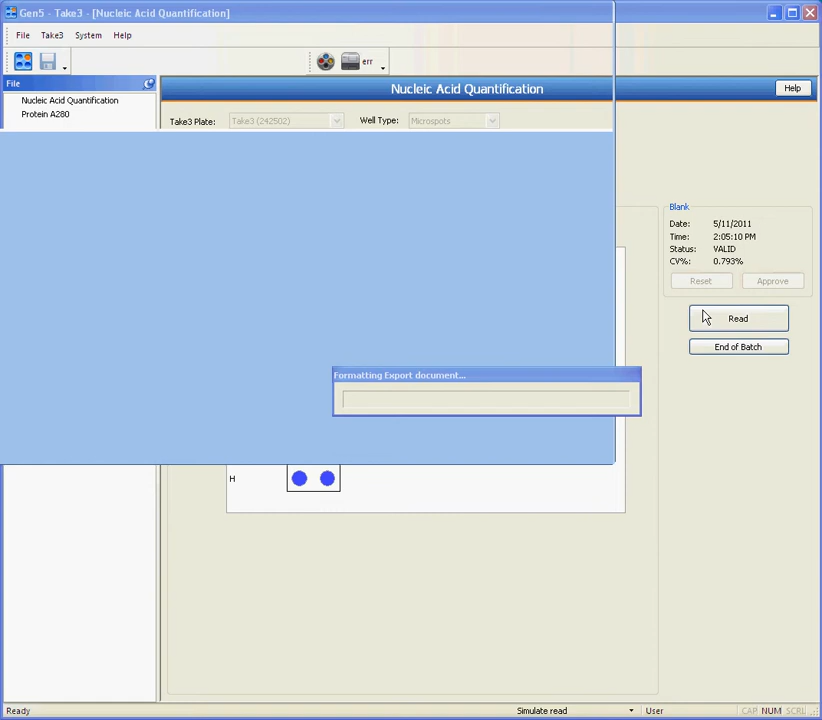 Gen5 - Take3 - [Nucleic Acid Quantification]
File Take3 System Help
err
File
Nucleic Acid Quantification
Help
Nucleic Acid Quantification
Protein A280
Take3 Plate: Take3 (242502) Well Type: Microspots
Blank
Date: 5/11/2011
Time: 2:05:10 PM
Status: VALID
CV%: 0.793%
Reset Approve
Read
End of Batch
Formatting Export document...
H
Ready Simulate read User CAP NUM SCRL